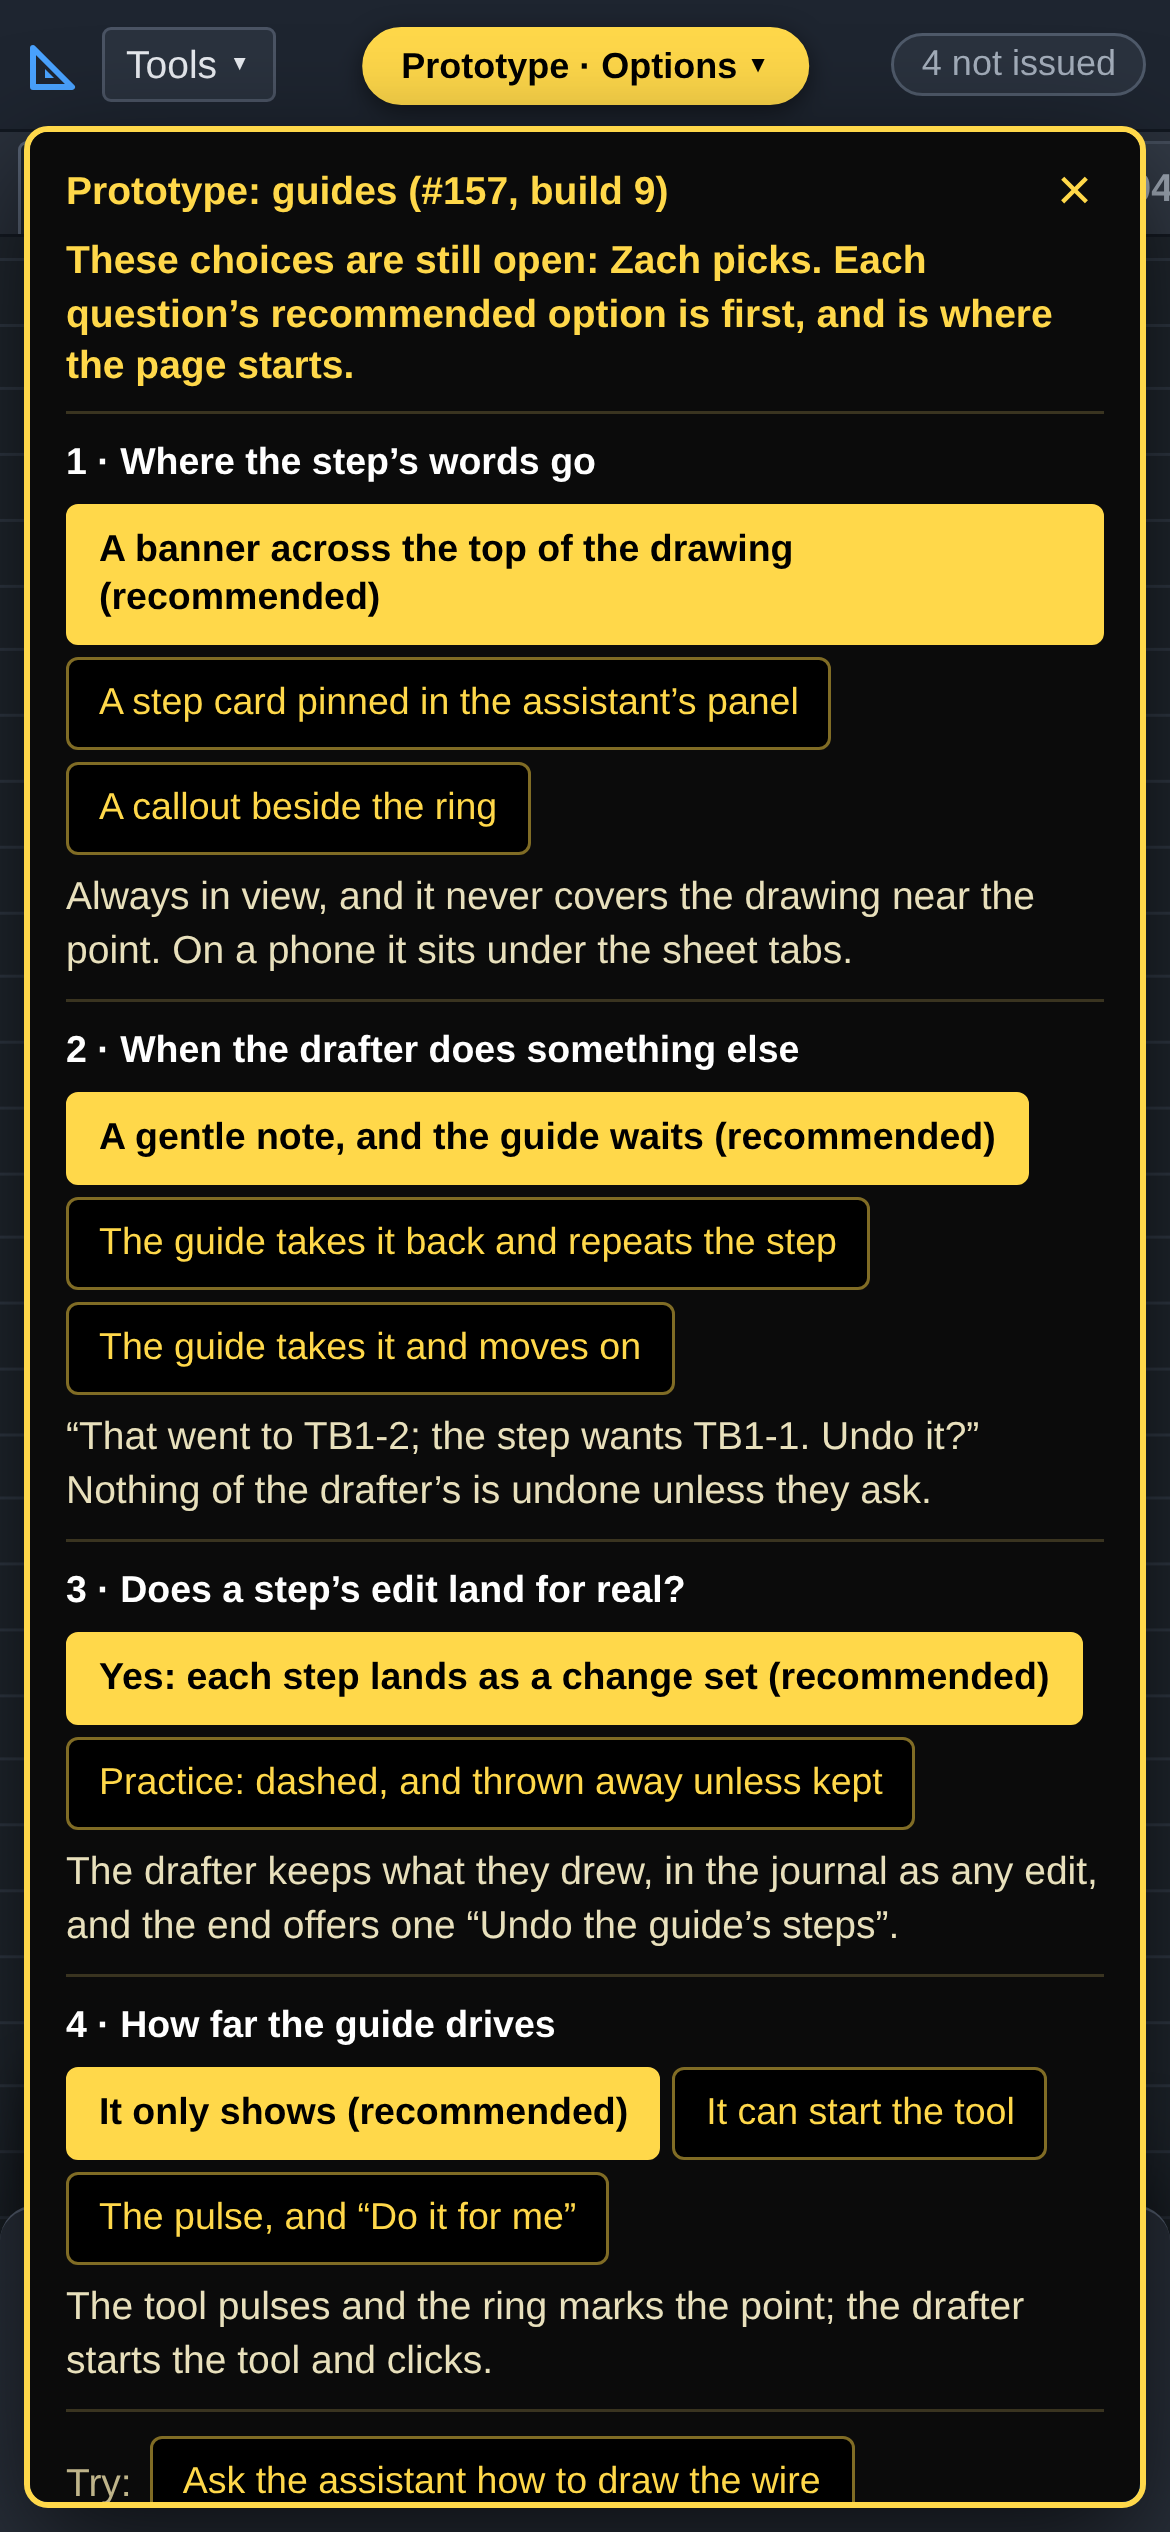 Tools ▾
Prototype · Options ▾
4 not issued
04
Prototype: guides (#157, build 9)
×
These choices are still open: Zach picks. Each
question’s recommended option is first, and is where
the page starts.
1 · Where the step’s words go
A banner across the top of the drawing
(recommended)
A step card pinned in the assistant’s panel
A callout beside the ring
Always in view, and it never covers the drawing near the
point. On a phone it sits under the sheet tabs.
2 · When the drafter does something else
A gentle note, and the guide waits (recommended)
The guide takes it back and repeats the step
The guide takes it and moves on
“That went to TB1-2; the step wants TB1-1. Undo it?”
Nothing of the drafter’s is undone unless they ask.
3 · Does a step’s edit land for real?
Yes: each step lands as a change set (recommended)
Practice: dashed, and thrown away unless kept
The drafter keeps what they drew, in the journal as any edit,
and the end offers one “Undo the guide’s steps”.
4 · How far the guide drives
It only shows (recommended)
It can start the tool
The pulse, and “Do it for me”
The tool pulses and the ring marks the point; the drafter
starts the tool and clicks.
Try:
Ask the assistant how to draw the wire